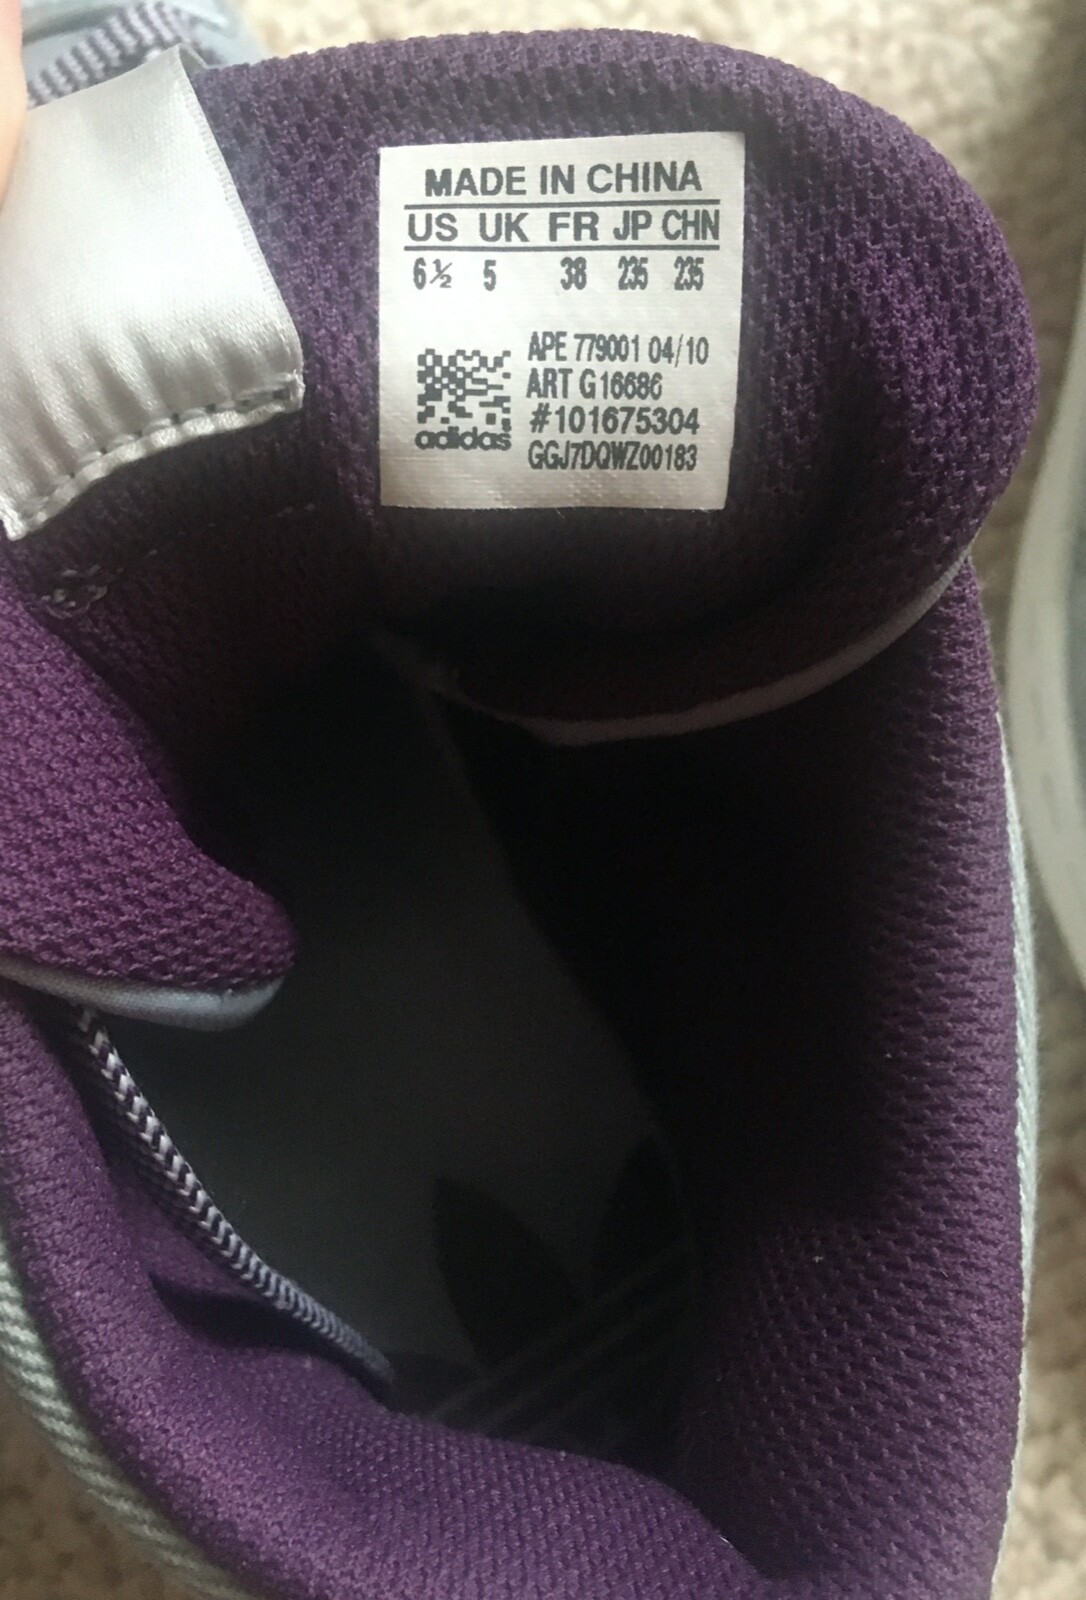 MADE IN CHINA
US UK FR JP CHN
6½ 5 38 235 235
APE 779001 04/10
ART G16686
#101675304
adidas
GGJ7DQWZ00183